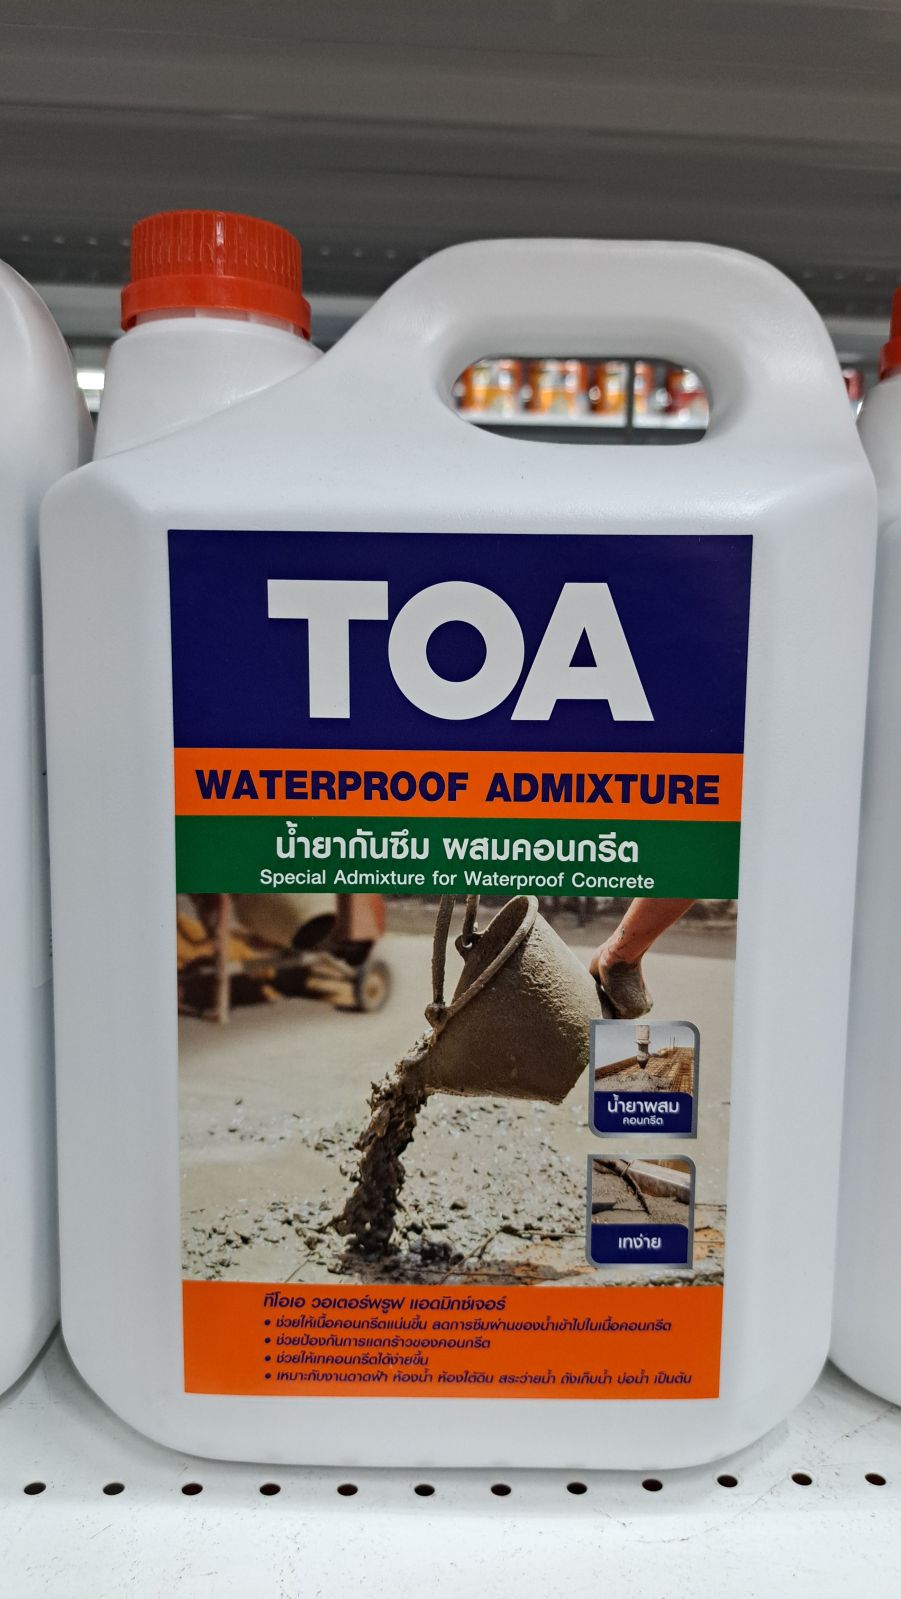 TOA
WATERPROOF ADMIXTURE
น้ำยากันซึม ผสมคอนกรีต
Special Admixture for Waterproof Concrete
น้ำยาผสม
คอนกรีต
เทง่าย
ทีโอเอ วอเตอร์พรูฟ แอดมิกซ์เจอร์
• ช่วยให้เนื้อคอนกรีตแน่นขึ้น ลดการซึมผ่านของน้ำเข้าไปในเนื้อคอนกรีต
• ช่วยป้องกันการแตกร้าวของคอนกรีต
• ช่วยให้เทคอนกรีตได้ง่ายขึ้น
• เหมาะกับงานดาดฟ้า ห้องน้ำ ห้องใต้ดิน สระว่ายน้ำ ถังเก็บน้ำ บ่อน้ำ เป็นต้น